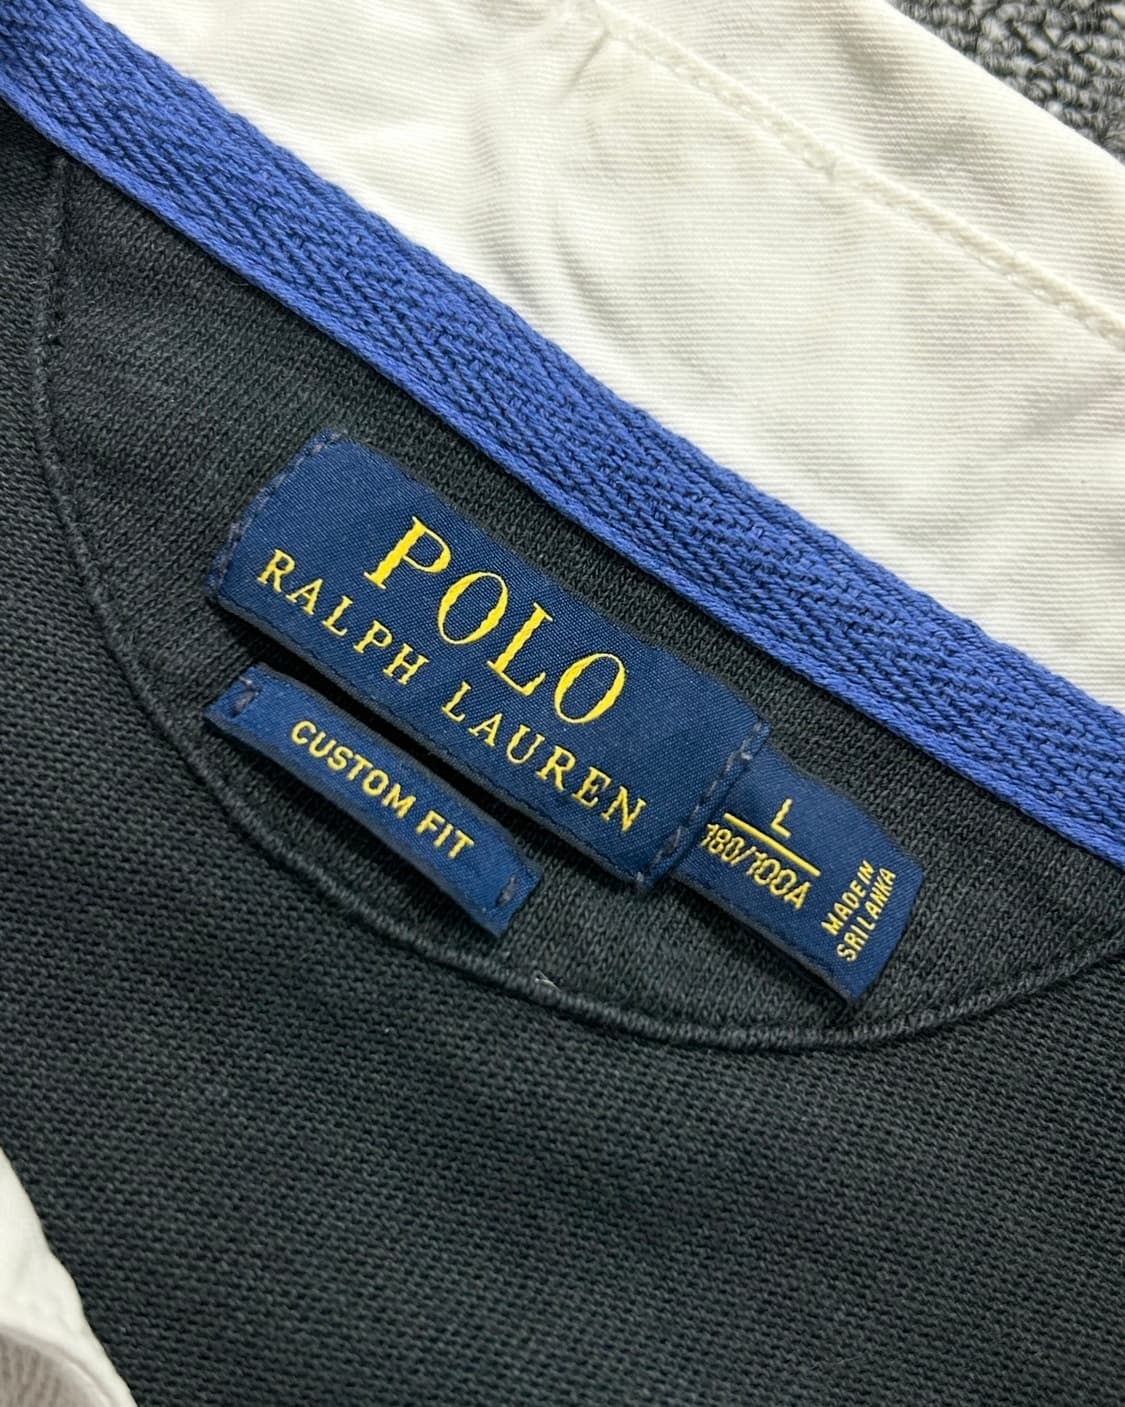 POLO
RALPH LAUREN
CUSTOM FIT
L
180/100A
MADE IN
SRI LANKA